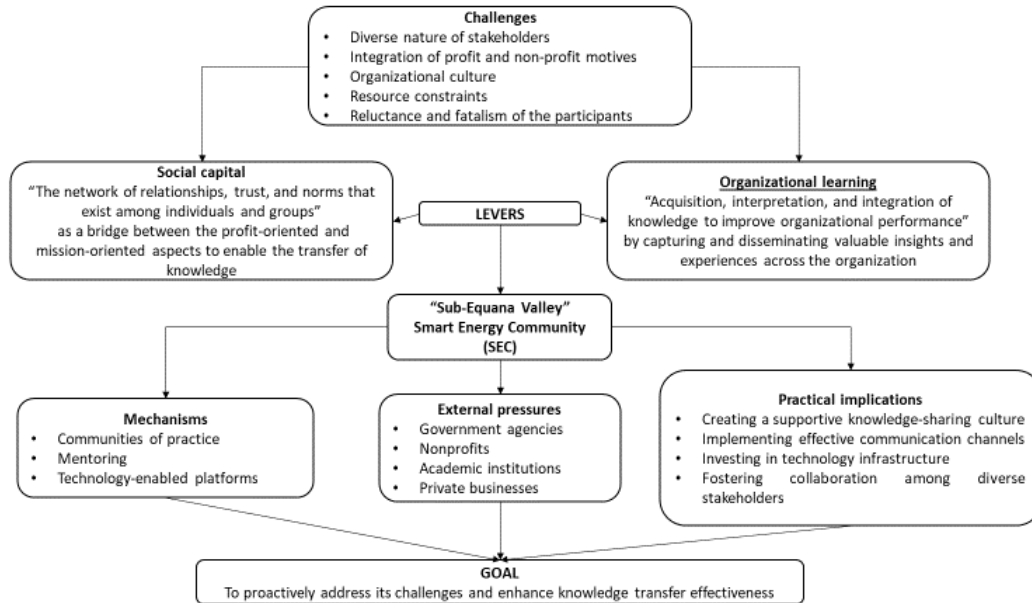 Challenges
• Diverse nature of stakeholders
• Integration of profit and non-profit motives
• Organizational culture
• Resource constraints
• Reluctance and fatalism of the participants
Social capital
“The network of relationships, trust, and norms that
exist among individuals and groups”
as a bridge between the profit-oriented and
mission-oriented aspects to enable the transfer of
knowledge
LEVERS
Organizational learning
“Acquisition, interpretation, and integration of
knowledge to improve organizational performance”
by capturing and disseminating valuable insights and
experiences across the organization
“Sub-Equana Valley”
Smart Energy Community
(SEC)
Mechanisms
• Communities of practice
• Mentoring
• Technology-enabled platforms
External pressures
• Government agencies
• Nonprofits
• Academic institutions
• Private businesses
Practical implications
• Creating a supportive knowledge-sharing culture
• Implementing effective communication channels
• Investing in technology infrastructure
• Fostering collaboration among diverse
stakeholders
GOAL
To proactively address its challenges and enhance knowledge transfer effectiveness